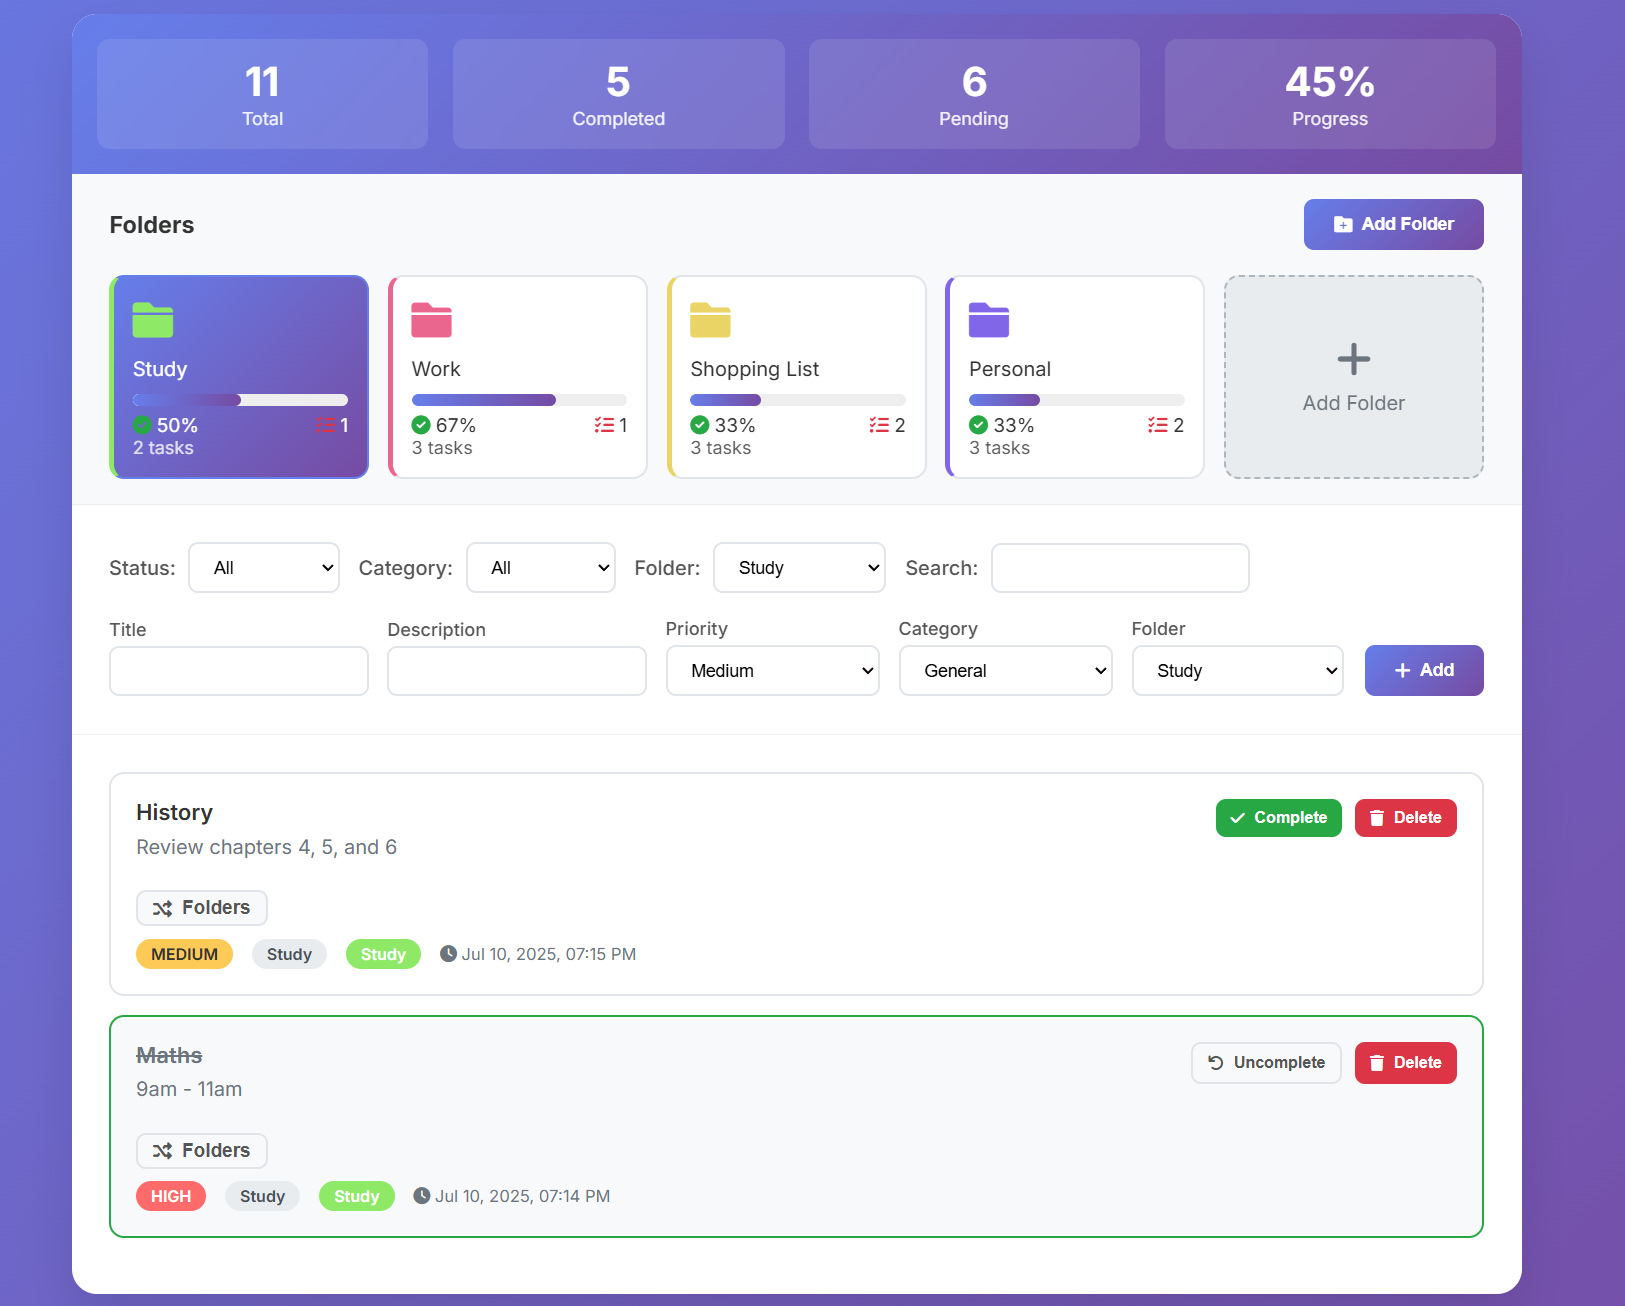 11
Total
5
Completed
6
Pending
45%
Progress
Folders
Add Folder
Study
50% 1
2 tasks
Work
67% 1
3 tasks
Shopping List
33% 2
3 tasks
Personal
33% 2
3 tasks
Add Folder
Status: All Category: All Folder: Study Search:
Title Description Priority Category Folder
Medium General Study Add
History
Complete Delete
Review chapters 4, 5, and 6
Folders
MEDIUM Study Study Jul 10, 2025, 07:15 PM
Maths
Uncomplete Delete
9am - 11am
Folders
HIGH Study Study Jul 10, 2025, 07:14 PM